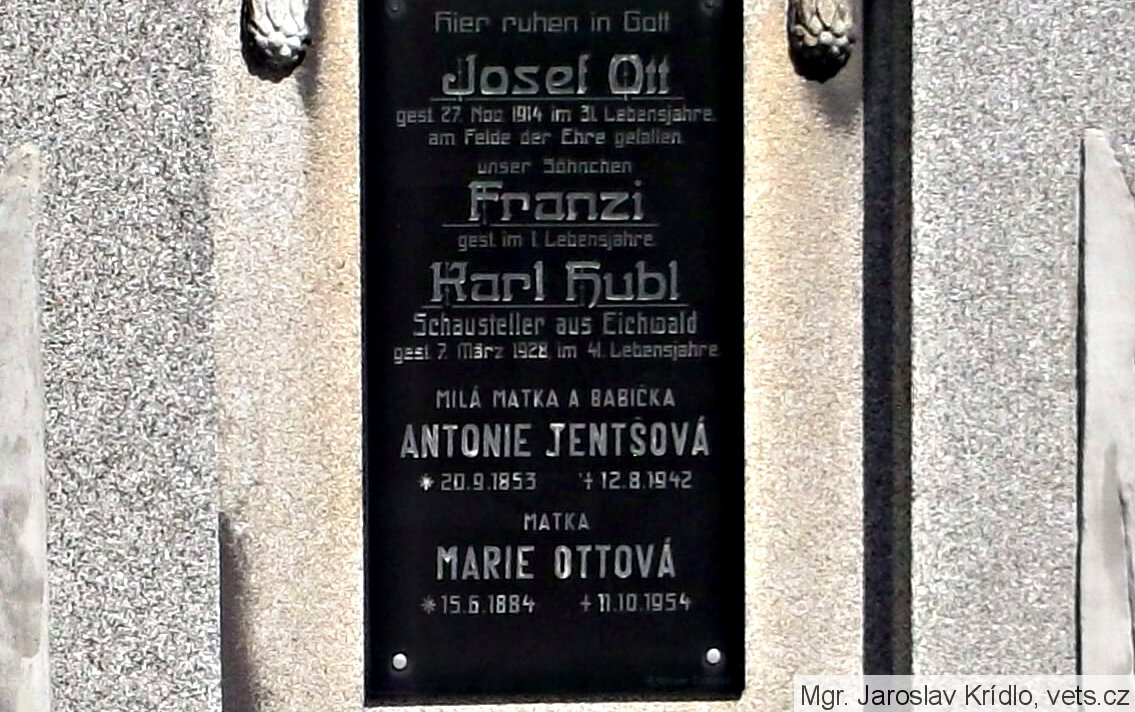 Hier ruhen in Gott
Josef Ott
gest. 27. Nov. 1914 im 31. Lebensjahre.
am Felde der Ehre gefallen.
unser Söhnchen
Franzi
gest. im 1. Lebensjahre.
Karl Hubl
Schausteller aus Eichwald
gest. 7. März 1928, im 41. Lebensjahre.
MILÁ MATKA A BABIČKA
ANTONIE JENTŠOVÁ
* 20.9.1853 † 12.8.1942
MATKA
MARIE OTTOVÁ
* 15.6.1884 † 11.10.1954
Mgr. Jaroslav Krídlo, vets.cz